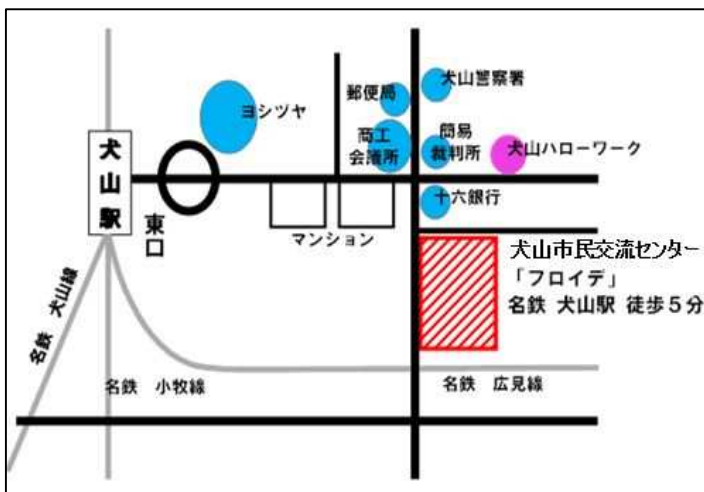 郵便局
犬山警察署
ヨシヅヤ
商工
会議所
簡易
裁判所
犬山ハローワーク
犬山駅
東口
十六銀行
マンション
犬山市民交流センター
「フロイデ」
名鉄 犬山駅 徒歩5分
名鉄 犬山線
名鉄 小牧線
名鉄 広見線